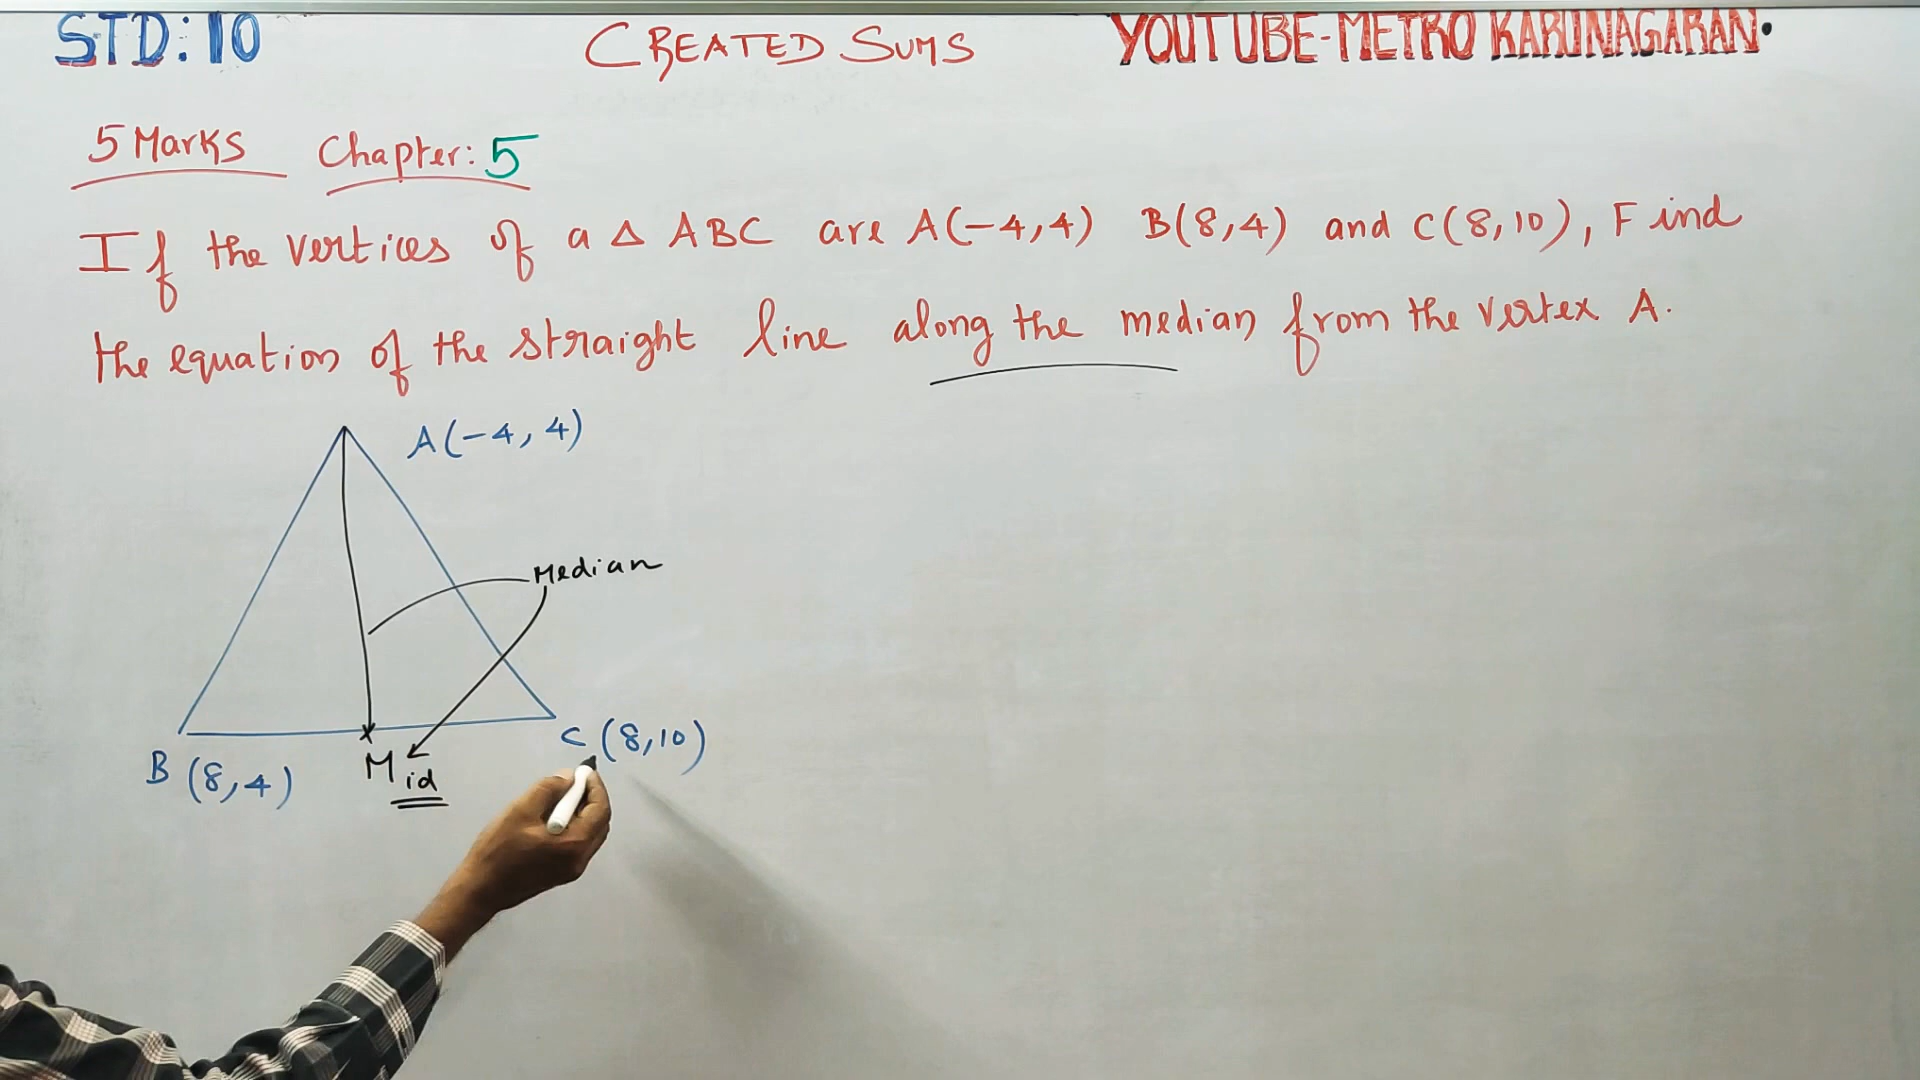 STD: 10 CREATED SUMS YOUTUBE-METRO KARUNAGARAN.
5 Marks Chapter: 5
If the vertices of a Δ ABC are A(-4,4) B(8,4) and C(8,10), Find
the equation of the straight line along the median from the vertex A.
A(-4, 4)
Median
C (8,10)
B (8,4)
Mid